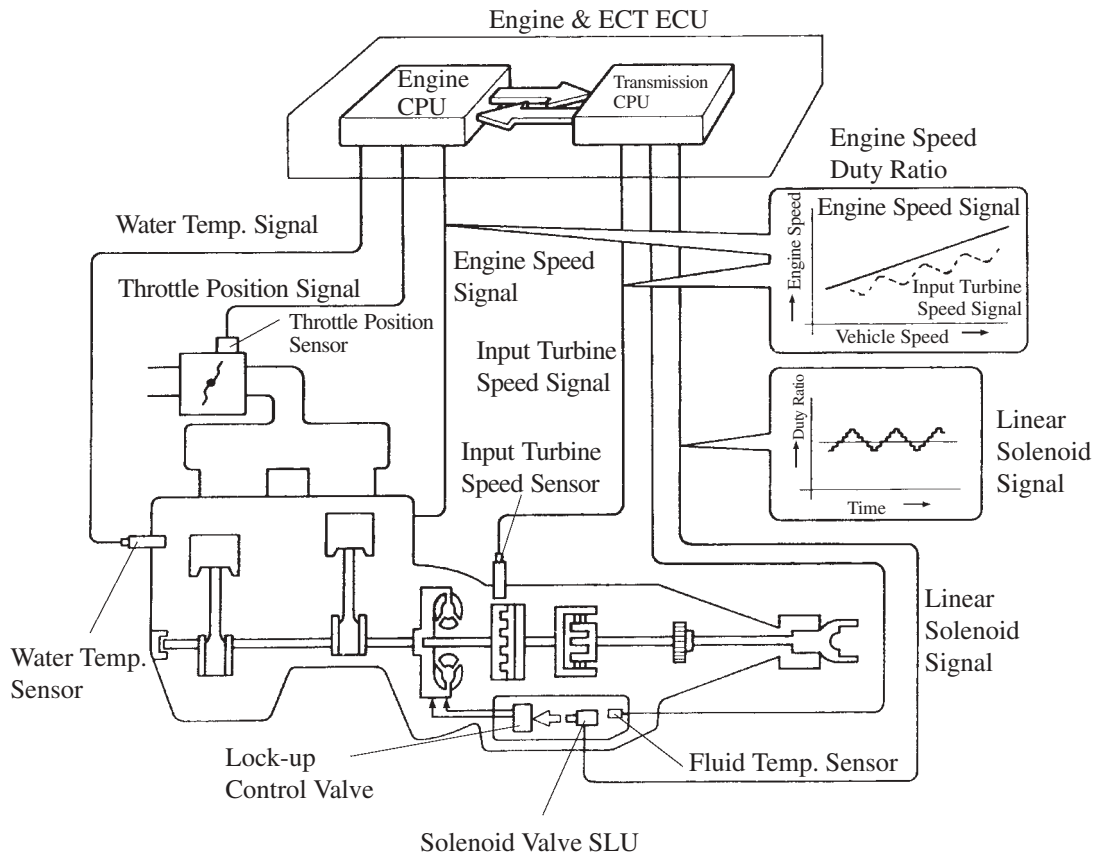 Engine & ECT ECU
Engine
CPU
Transmission
CPU
Engine Speed
Duty Ratio
Water Temp. Signal
Engine Speed
Engine Speed Signal
Input Turbine
Speed Signal
Vehicle Speed
Engine Speed
Signal
Throttle Position Signal
Throttle Position
Sensor
Input Turbine
Speed Signal
Duty Ratio
Time
Linear
Solenoid
Signal
Input Turbine
Speed Sensor
Water Temp.
Sensor
Linear
Solenoid
Signal
Lock-up
Control Valve
Fluid Temp. Sensor
Solenoid Valve SLU